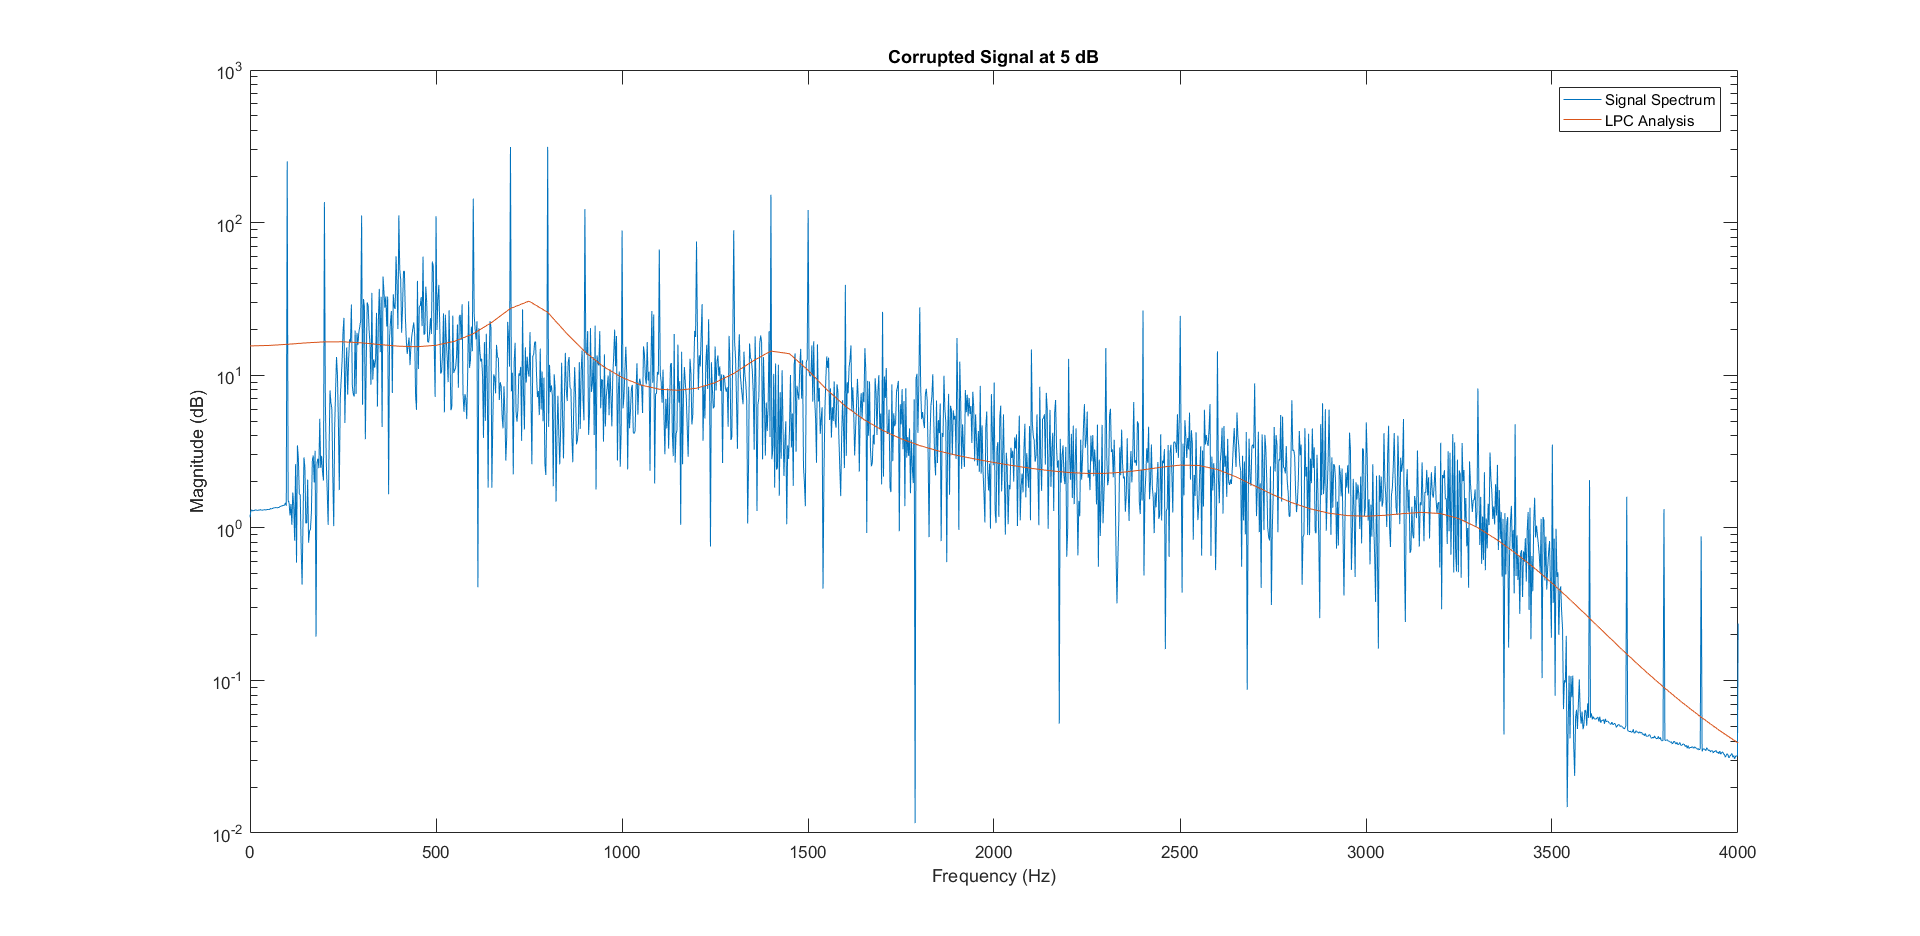 Corrupted Signal at 5 dB
Signal Spectrum
LPC Analysis
Magnitude (dB)
10^3
10^2
10^1
10^0
10^-1
10^-2
0 500 1000 1500 2000 2500 3000 3500 4000
Frequency (Hz)